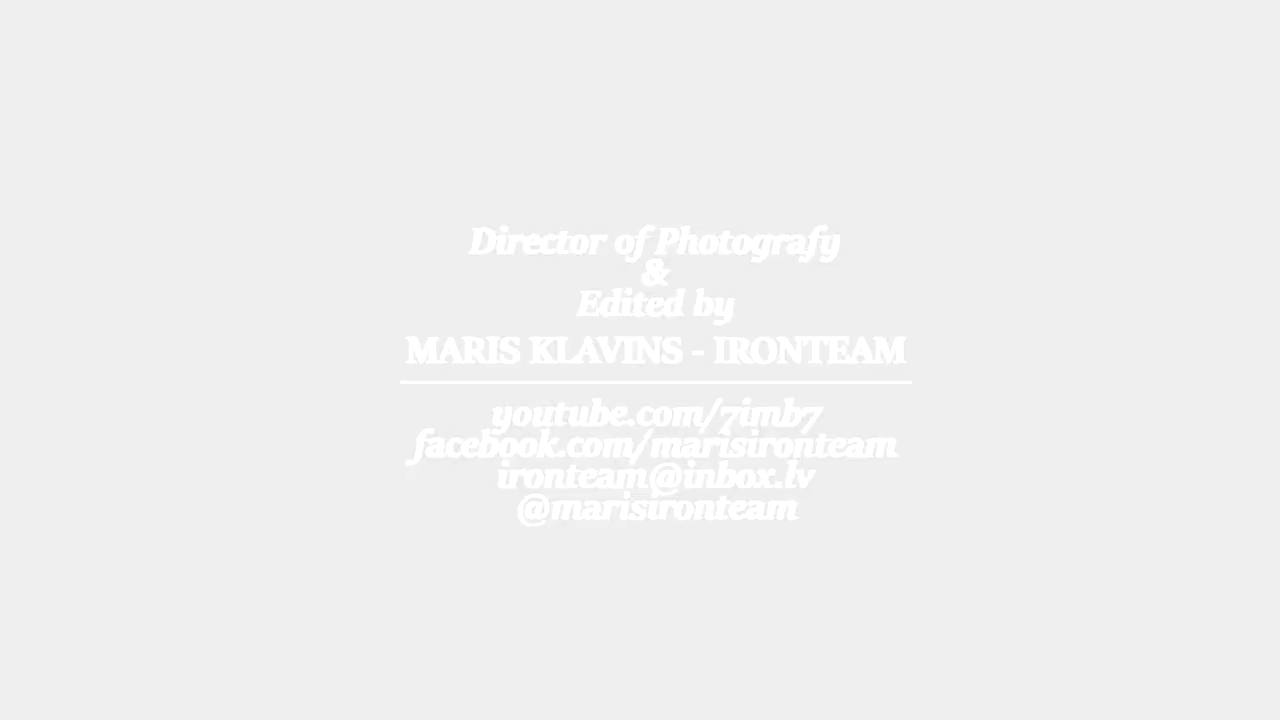 Director of Photografy
&
Edited by
MARIS KLAVINS - IRONTEAM
youtube.com/7imb7
facebook.com/marisironteam
ironteam@inbox.lv
@marisironteam